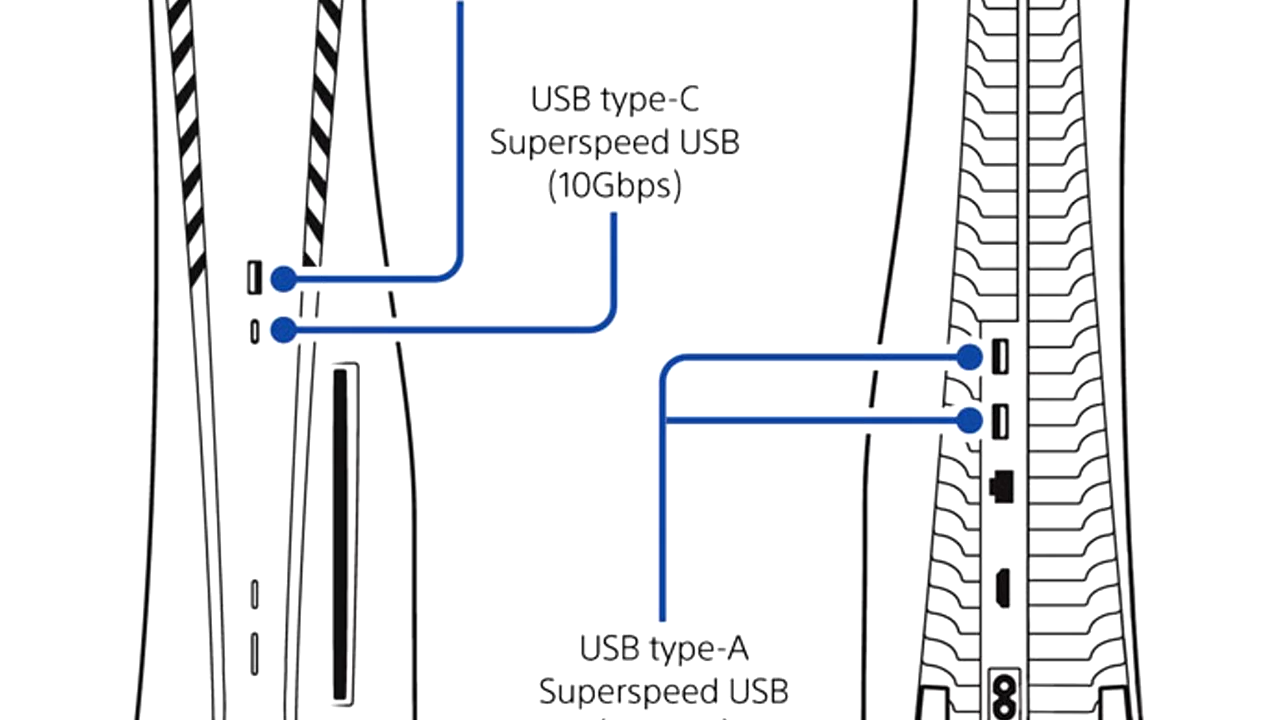 USB type-C
Superspeed USB
(10Gbps)
USB type-A
Superspeed USB